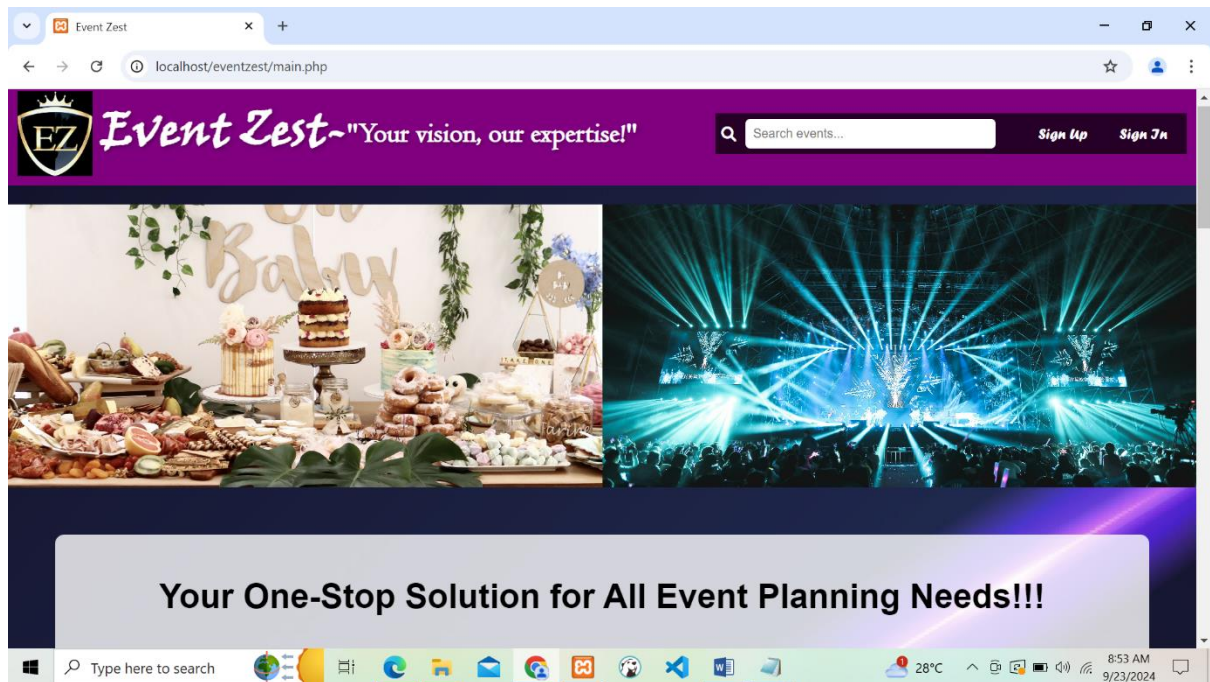 Event Zest
localhost/eventzest/main.php
EZ
Event Zest~"Your vision, our expertise!"
Search events...
Sign Up
Sign In
Oh
Baby
Your One-Stop Solution for All Event Planning Needs!!!
Type here to search
28°C
8:53 AM
9/23/2024